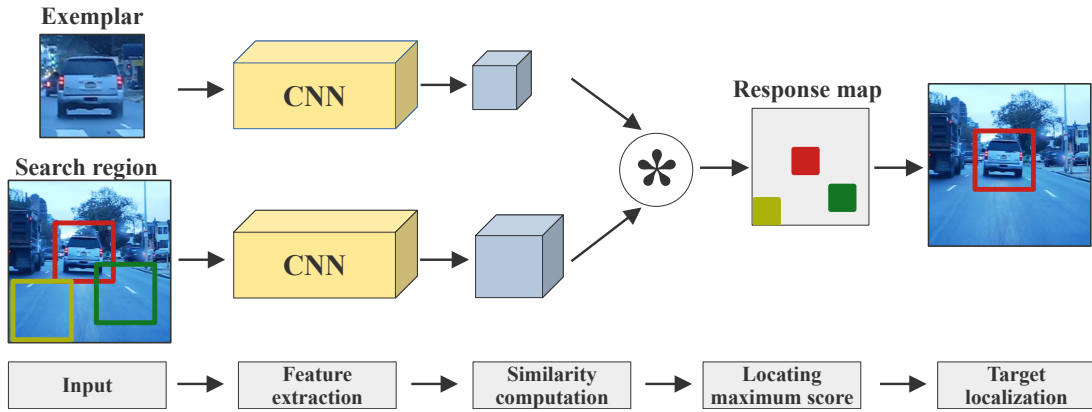 Exemplar
CNN
*
Response map
Search region
CNN
Input
Feature
extraction
Similarity
computation
Locating
maximum score
Target
localization